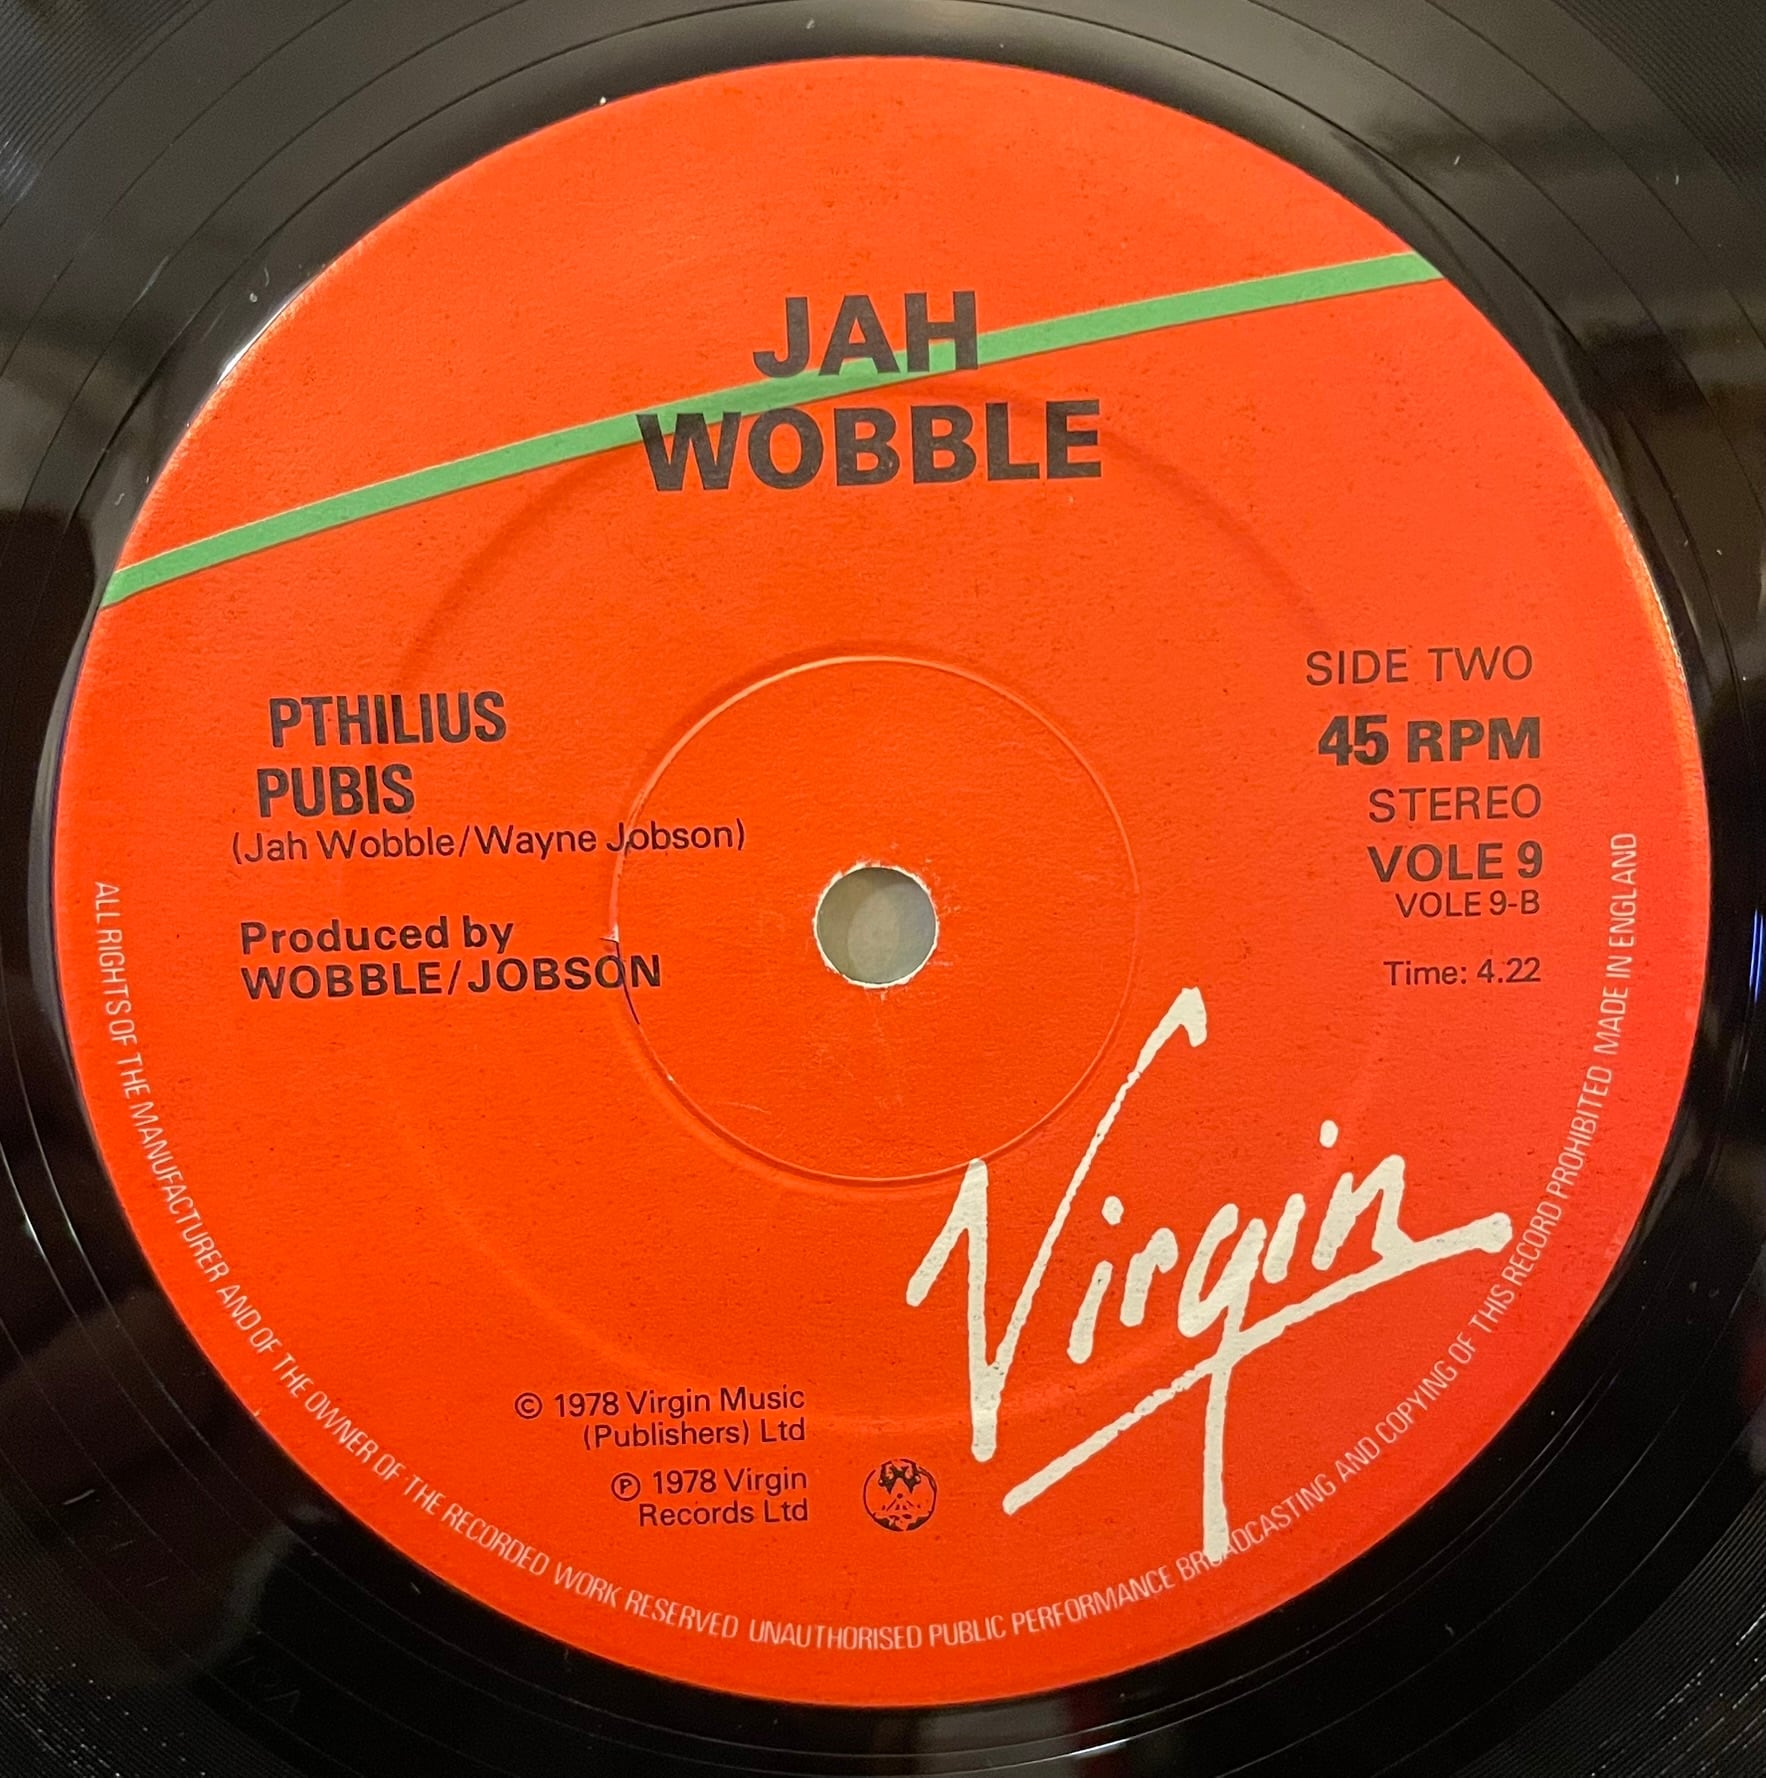 JAH
WOBBLE
PTHILIUS
PUBIS
(Jah Wobble/Wayne Jobson)
Produced by
WOBBLE/JOBSON
SIDE TWO
45 RPM
STEREO
VOLE 9
VOLE 9-B
Time: 4.22
Virgin
© 1978 Virgin Music
(Publishers) Ltd
℗ 1978 Virgin
Records Ltd
ALL RIGHTS OF THE MANUFACTURER AND OF THE OWNER OF THE RECORDED WORK RESERVED UNAUTHORISED PUBLIC PERFORMANCE BROADCASTING AND COPYING OF THIS RECORD PROHIBITED MADE IN ENGLAND